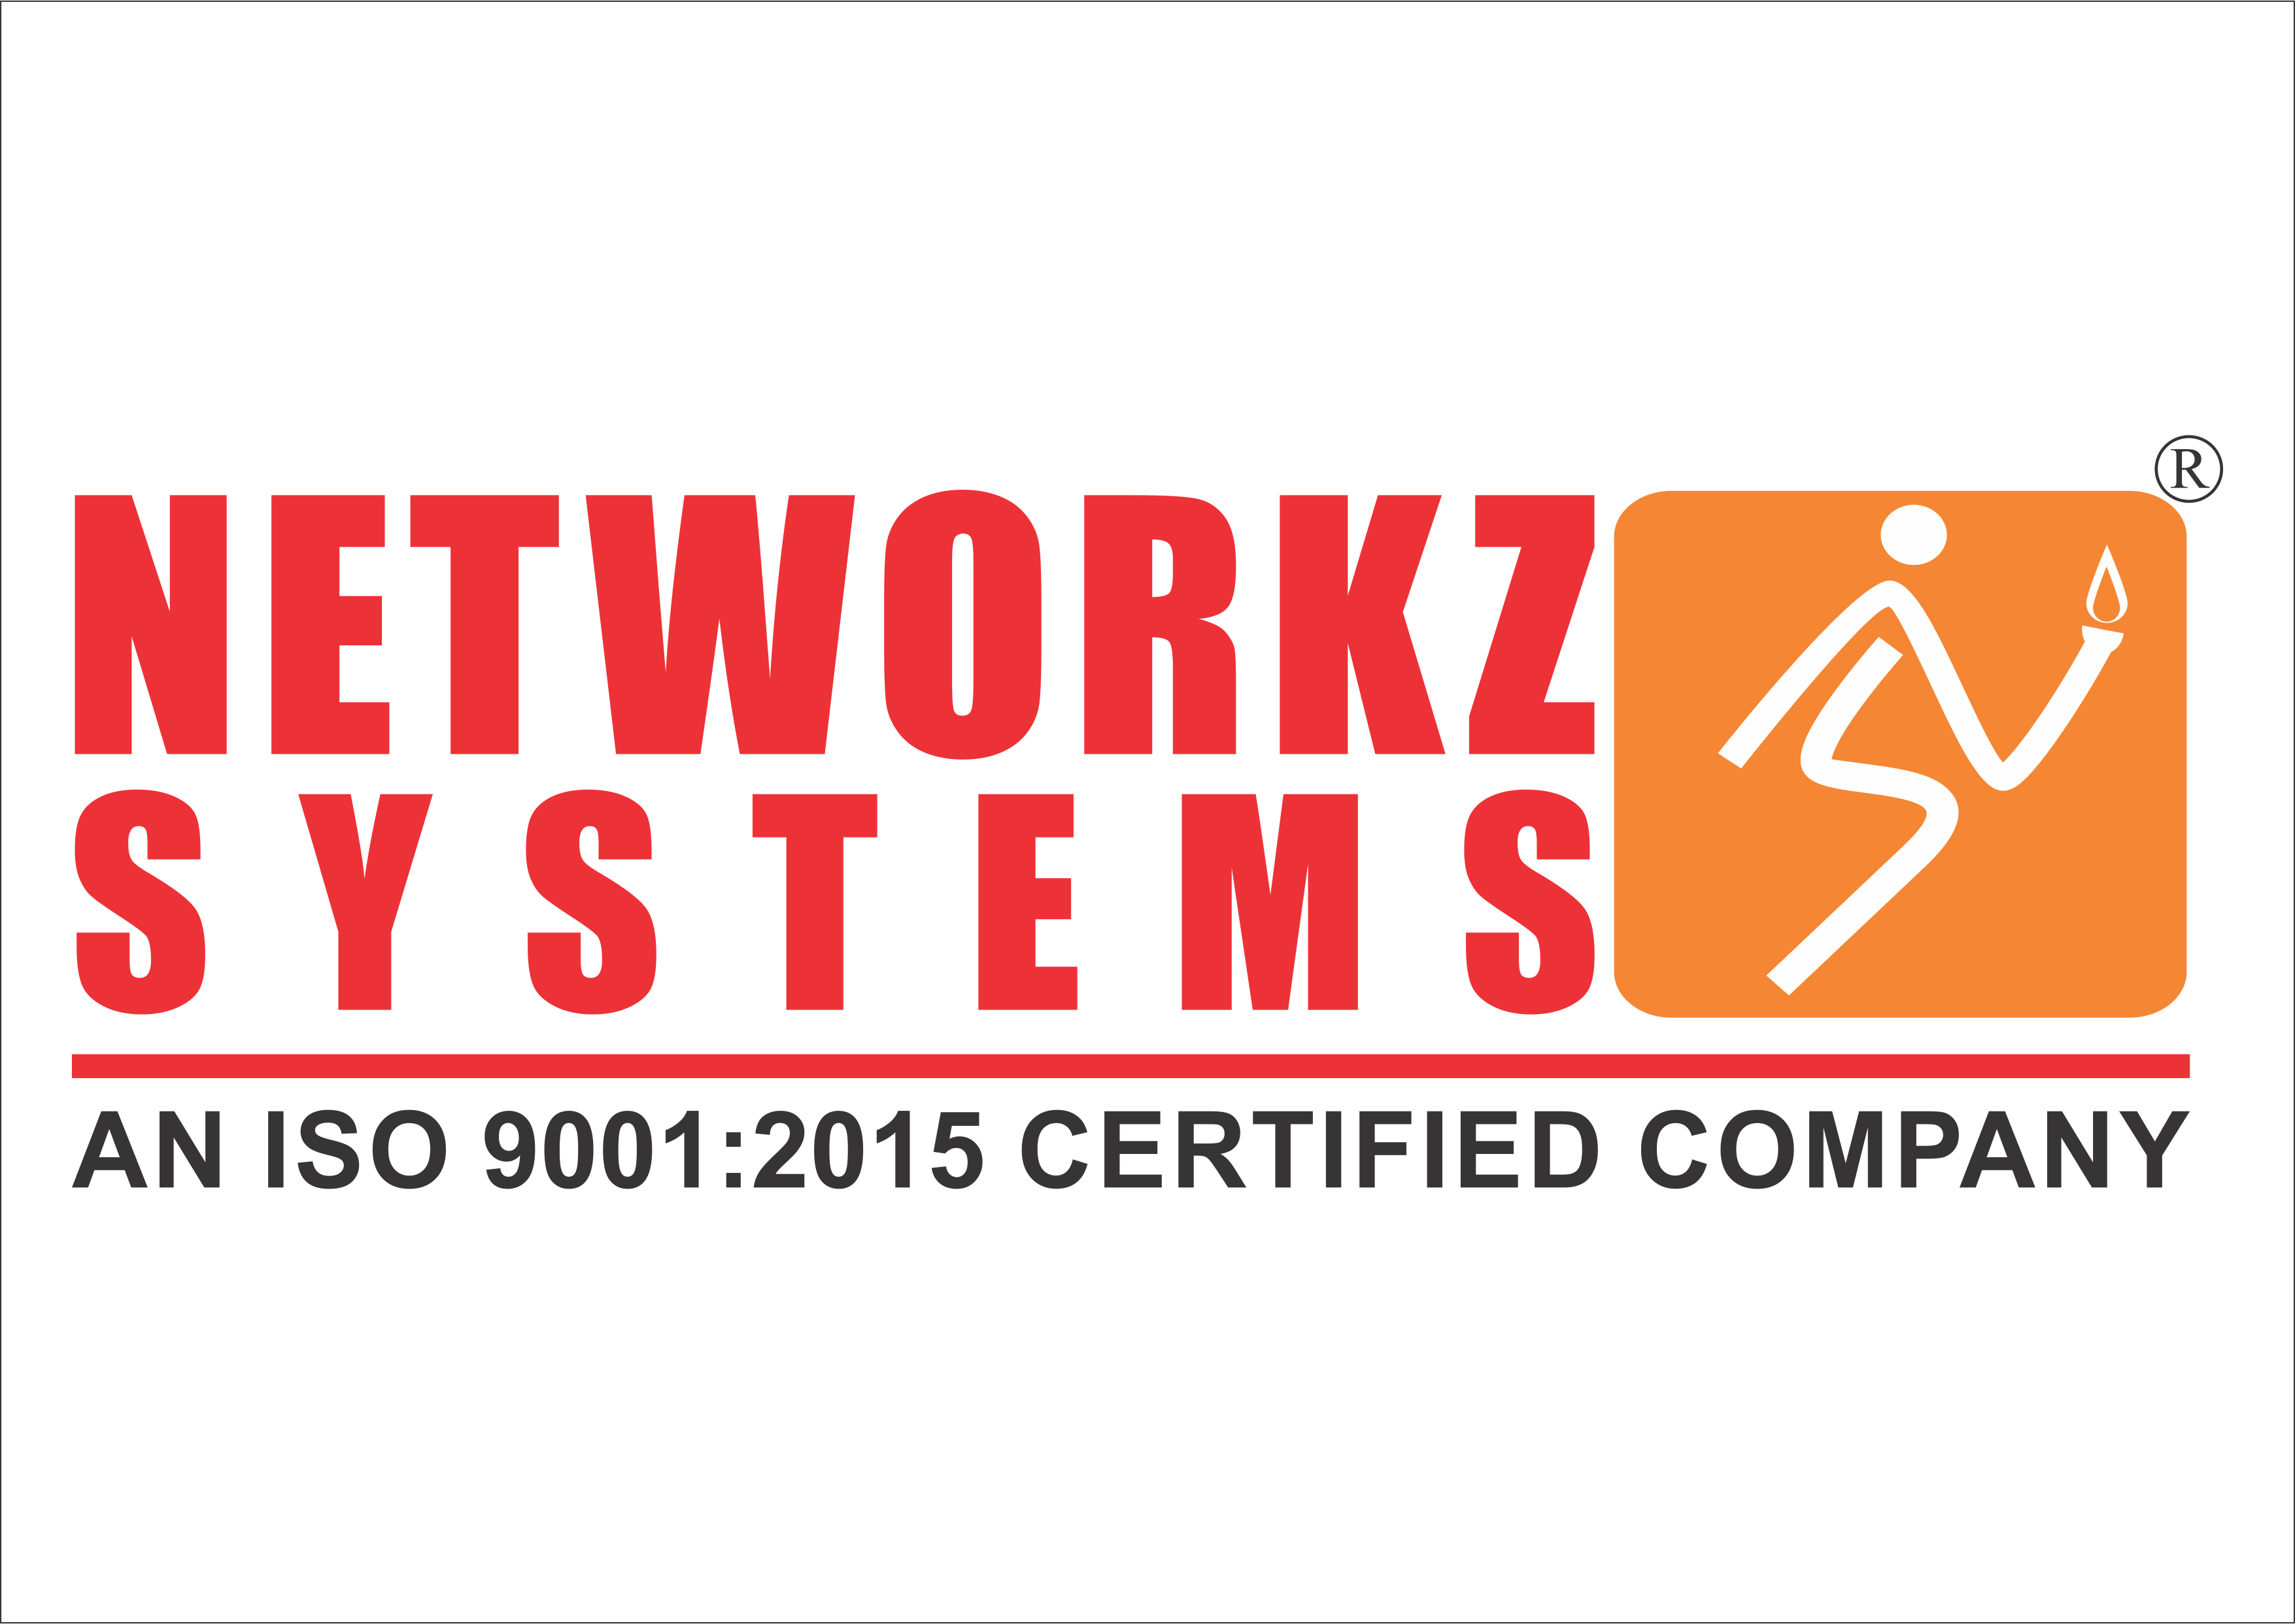 ®
NETWORKZ
SYSTEMS
AN ISO 9001:2015 CERTIFIED COMPANY